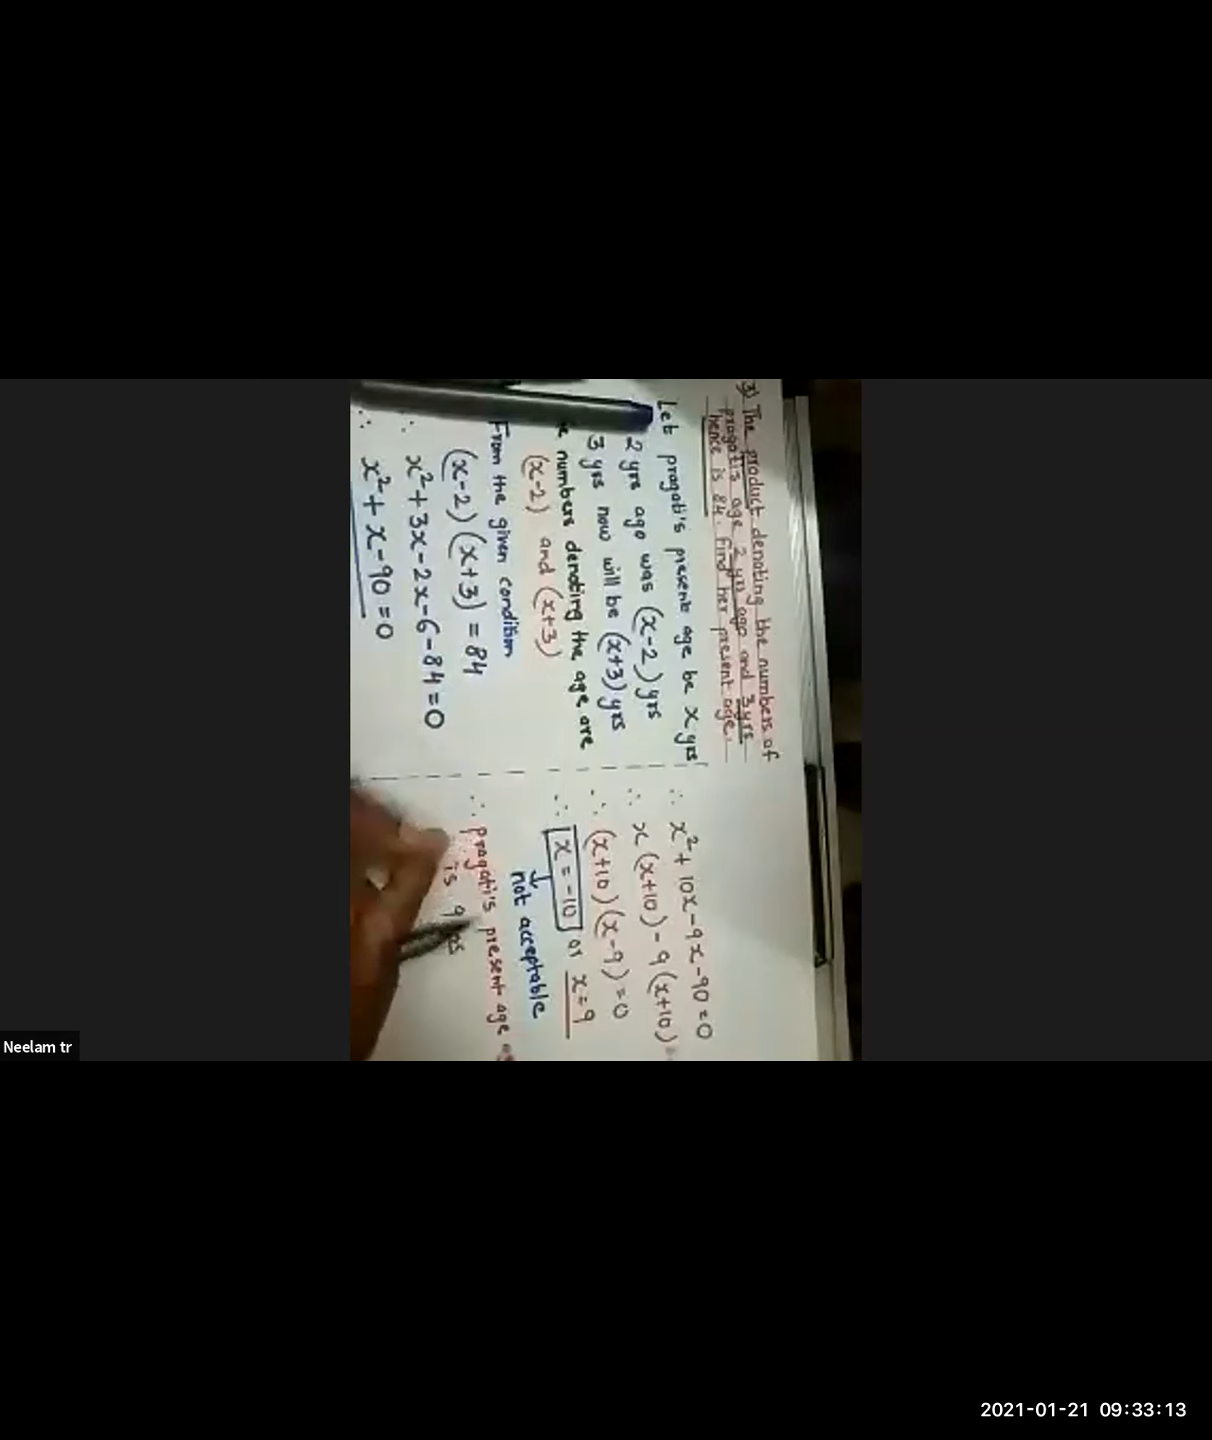 3) The product denoting the numbers of
pragati's age 2 yrs ago and 3 yrs
hence is 84. Find her present age.
Let pragati's present age be x yrs
2 yrs ago was (x-2) yrs
3 yrs now will be (x+3) yrs
numbers denoting the age are
(x-2) and (x+3)
From the given condition
(x-2) (x+3) = 84
∴ x²+3x-2x-6-84=0
∴ x²+x-90=0
∴ x²+10x-9x-90=0
∴ x(x+10)-9(x+10)
∴ (x+10)(x-9)=0
∴ x=-10 or x=9
↓
not acceptable
∴ pragati's present age
is 9
Neelam tr
2021-01-21 09:33:13